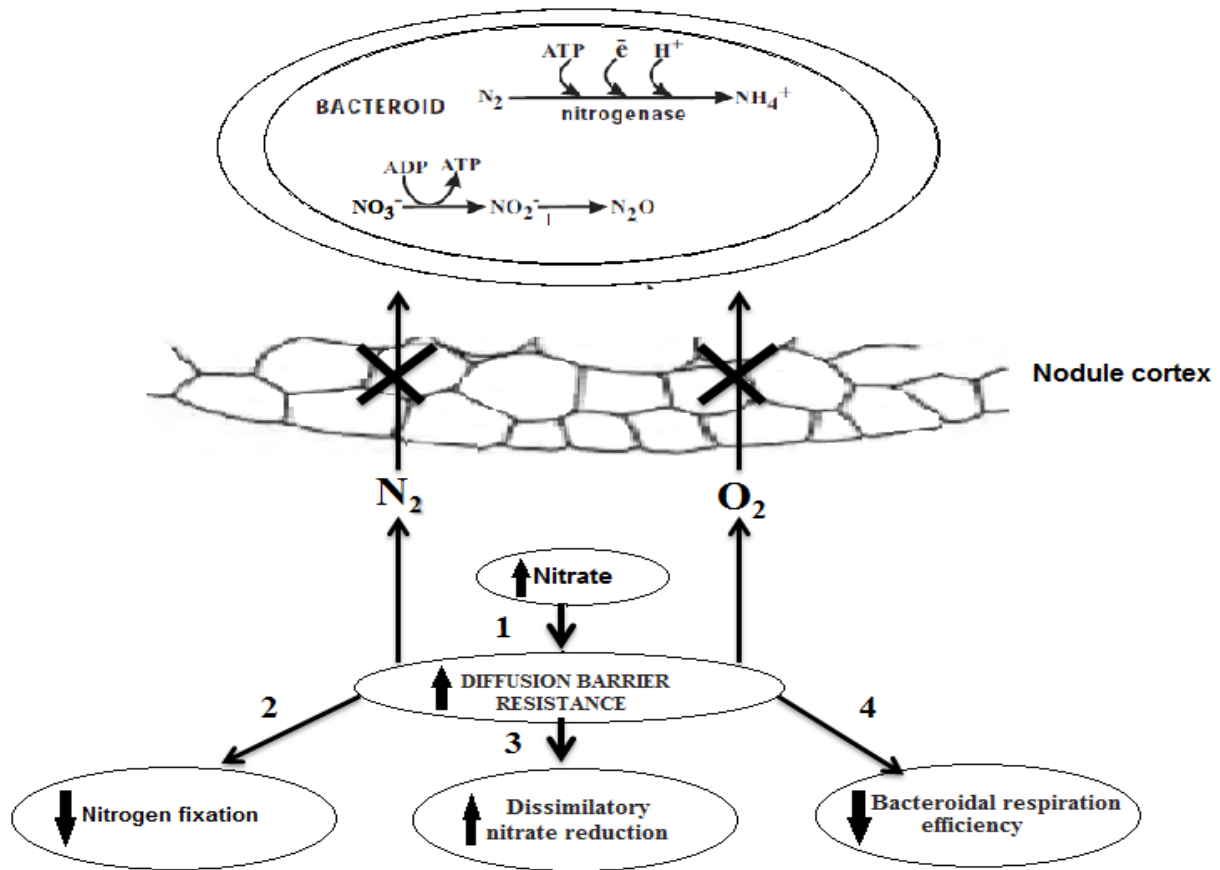 ATP ē H⁺
BACTEROID
N₂ NH₄⁺
nitrogenase
ADP ATP
NO₃⁻ NO₂⁻ N₂O
Nodule cortex
N₂ O₂
Nitrate
1
DIFFUSION BARRIER
RESISTANCE
2
4
3
Nitrogen fixation
Dissimilatory
nitrate reduction
Bacteroidal respiration
efficiency